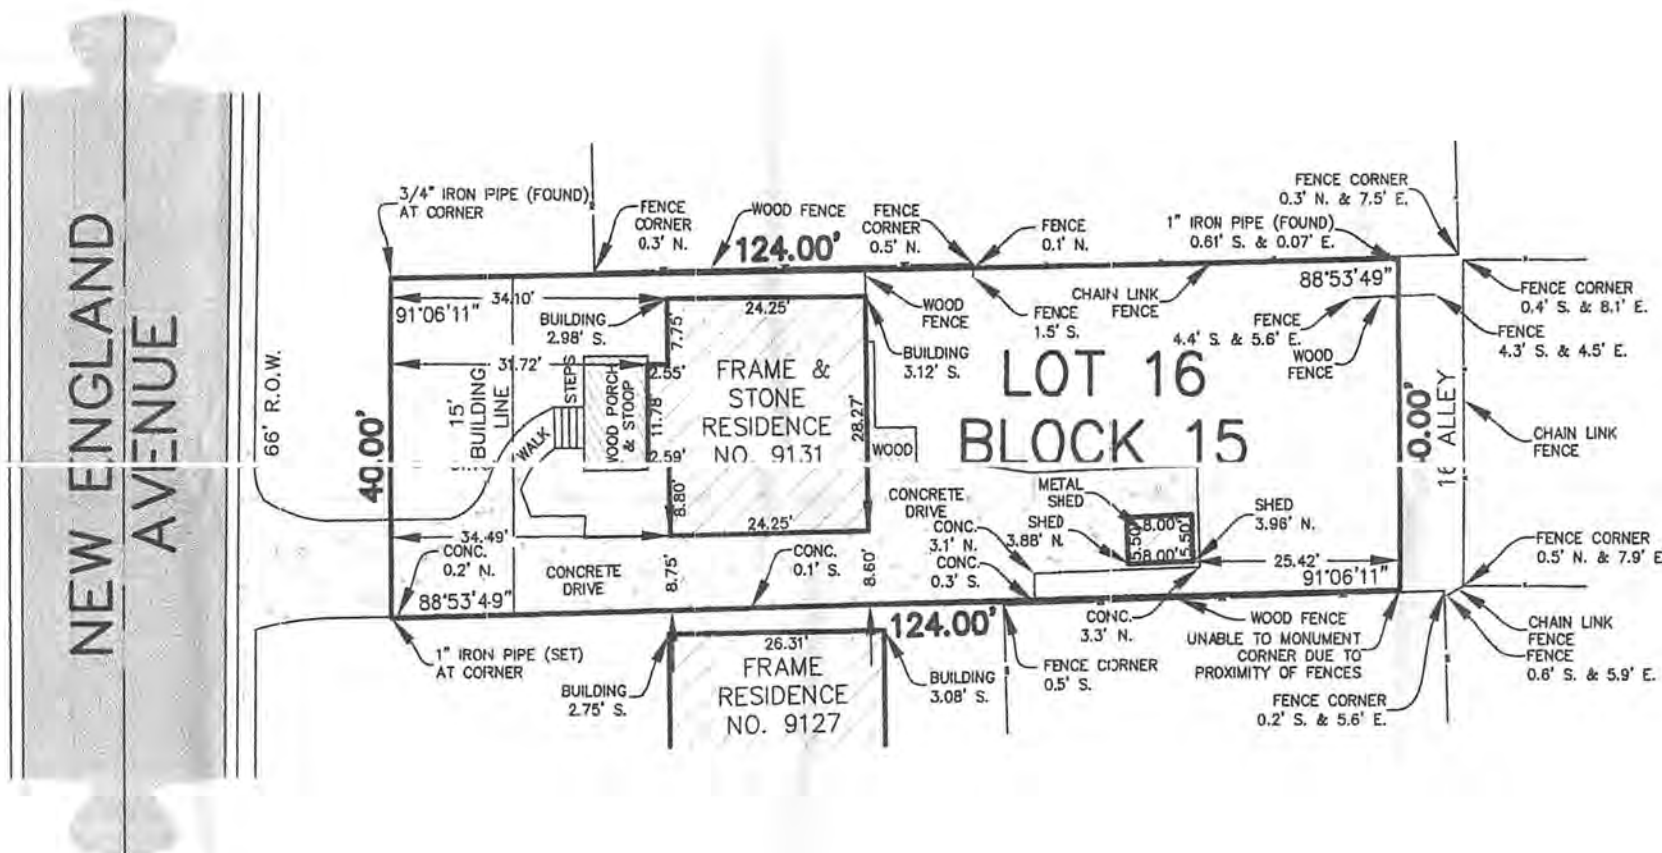 NEW ENGLAND
AVENUE
66' R.O.W.
3/4" IRON PIPE (FOUND)
AT CORNER
FENCE
CORNER
0.3' N.
WOOD FENCE
124.00'
FENCE
CORNER
0.5' N.
FENCE
0.1' N.
1" IRON PIPE (FOUND)
0.61' S. & 0.07' E.
FENCE CORNER
0.3' N. & 7.5' E.
88°53'49"
FENCE CORNER
0.4' S. & 8.1' E.
34.10'
91°06'11"
BUILDING
2.98' S.
24.25'
7.75'
WOOD
FENCE
FENCE
1.5' S.
CHAIN LINK
FENCE
FENCE
4.4' S. & 5.6' E.
WOOD
FENCE
FENCE
4.3' S. & 4.5' E.
31.72'
2.55'
BUILDING
3.12' S.
15'
BUILDING
LINE
STEPS
WOOD PORCH
& STOOP
11.78'
FRAME &
STONE
RESIDENCE
NO. 9131
28.27'
LOT 16
BLOCK 15
40.00'
WALK
2.59'
WOOD
16' ALLEY
CHAIN LINK
FENCE
8.80'
24.25'
CONCRETE
DRIVE
METAL
SHED
8.00'
5.50'
5.50'
8.00'
SHED
3.96' N.
SHED
3.88' N.
CONC.
3.1' N.
CONC.
0.3' S.
25.42'
91°06'11"
FENCE CORNER
0.5' N. & 7.9' E.
34.49'
CONC.
0.2' N.
88°53'49"
CONCRETE
DRIVE
8.75'
CONC.
0.1' S.
8.60'
124.00'
CONC.
3.3' N.
WOOD FENCE
UNABLE TO MONUMENT
CORNER DUE TO
PROXIMITY OF FENCES
CHAIN LINK
FENCE
FENCE
0.6' S. & 5.9' E.
1" IRON PIPE (SET)
AT CORNER
BUILDING
2.75' S.
26.31'
FRAME
RESIDENCE
NO. 9127
BUILDING
3.08' S.
FENCE CORNER
0.5' S.
FENCE CORNER
0.2' S. & 5.6' E.